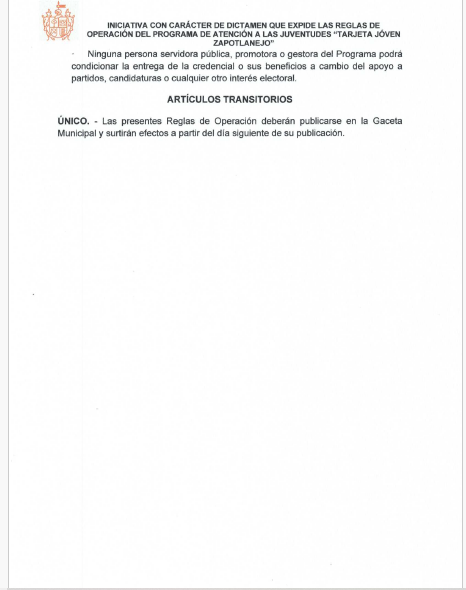 INICIATIVA CON CARÁCTER DE DICTAMEN QUE EXPIDE LAS REGLAS DE
OPERACIÓN DEL PROGRAMA DE ATENCIÓN A LAS JUVENTUDES "TARJETA JÓVEN
ZAPOTLANEJO"
· Ninguna persona servidora pública, promotora o gestora del Programa podrá
condicionar la entrega de la credencial o sus beneficios a cambio del apoyo a
partidos, candidaturas o cualquier otro interés electoral.
ARTÍCULOS TRANSITORIOS
ÚNICO. - Las presentes Reglas de Operación deberán publicarse en la Gaceta
Municipal y surtirán efectos a partir del día siguiente de su publicación.